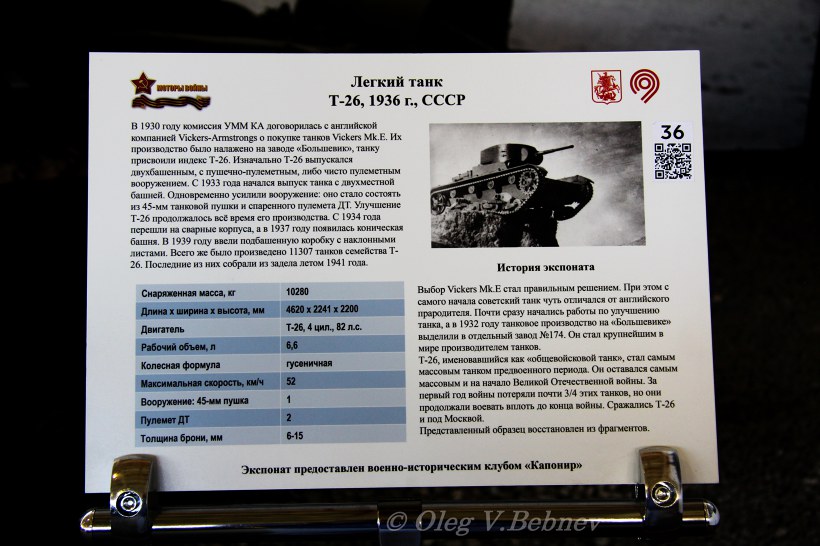 МОТОРЫ ВОЙНЫ
Легкий танк
Т-26, 1936 г., СССР
36
В 1930 году комиссия УММ КА договорилась с английской
компанией Vickers-Armstrongs о покупке танков Vickers Mk.E. Их
производство было налажено на заводе «Большевик», танку
присвоили индекс Т-26. Изначально Т-26 выпускался
двухбашенным, с пушечно-пулеметным, либо чисто пулеметным
вооружением. С 1933 года начался выпуск танка с двухместной
башней. Одновременно усилили вооружение: оно стало состоять
из 45-мм танковой пушки и спаренного пулемета ДТ. Улучшение
Т-26 продолжалось всё время его производства. С 1934 года
перешли на сварные корпуса, а в 1937 году появилась коническая
башня. В 1939 году ввели подбашенную коробку с наклонными
листами. Всего же было произведено 11307 танков семейства Т-
26. Последние из них собрали из задела летом 1941 года.
Снаряженная масса, кг 10280
Длина х ширина х высота, мм 4620 х 2241 х 2200
Двигатель Т-26, 4 цил., 82 л.с.
Рабочий объем, л 6,6
Колесная формула гусеничная
Максимальная скорость, км/ч 52
Вооружение: 45-мм пушка 1
Пулемет ДТ 2
Толщина брони, мм 6-15
История экспоната
Выбор Vickers Mk.E стал правильным решением. При этом с
самого начала советский танк чуть отличался от английского
прародителя. Почти сразу начались работы по улучшению
танка, а в 1932 году танковое производство на «Большевике»
выделили в отдельный завод №174. Он стал крупнейшим в
мире производителем танков.
Т-26, именовавшийся как «общевойсковой танк», стал самым
массовым танком предвоенного периода. Он оставался самым
массовым и на начало Великой Отечественной войны. За
первый год войны потеряли почти 3/4 этих танков, но они
продолжали воевать вплоть до конца войны. Сражались Т-26
и под Москвой.
Представленный образец восстановлен из фрагментов.
Экспонат предоставлен военно-историческим клубом «Капонир»
© Oleg V.Bebnev